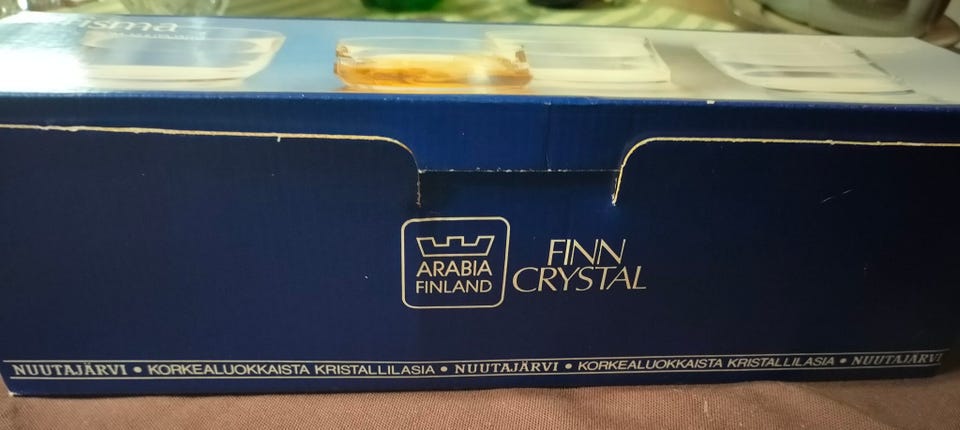 ARABIA
FINLAND
FINN
CRYSTAL
NUUTAJÄRVI • KORKEALUOKKAISTA KRISTALLILASIA • NUUTAJÄRVI • KORKEALUOKKAISTA KRISTALLILASIA • NUUTAJÄRVI